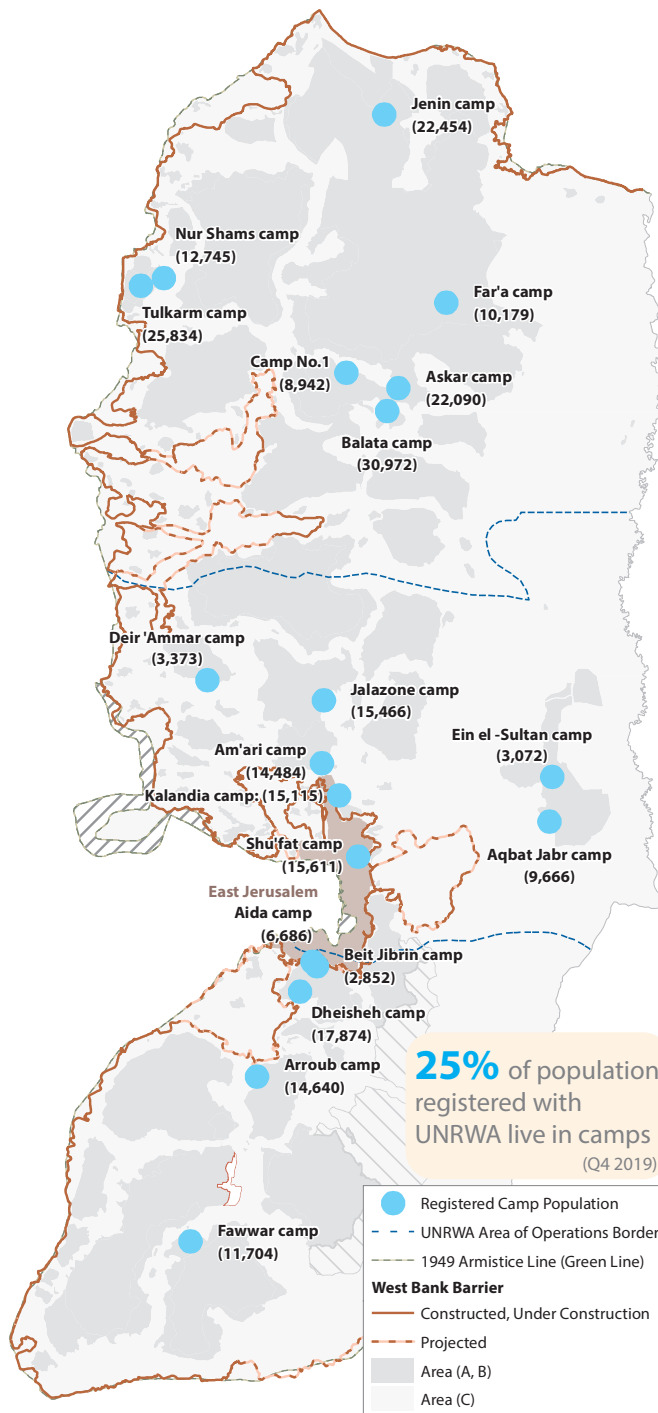 Jenin camp
(22,454)
Nur Shams camp
(12,745)
Tulkarm camp
(25,834)
Far'a camp
(10,179)
Camp No.1
(8,942)
Askar camp
(22,090)
Balata camp
(30,972)
Deir 'Ammar camp
(3,373)
Jalazone camp
(15,466)
Ein el -Sultan camp
(3,072)
Am'ari camp
(14,484)
Kalandia camp: (15,115)
Shu'fat camp
(15,611)
Aqbat Jabr camp
(9,666)
East Jerusalem
Aida camp
(6,686)
Beit Jibrin camp
(2,852)
Dheisheh camp
(17,874)
Arroub camp
(14,640)
25% of population
registered with
UNRWA live in camps
(Q4 2019)
Fawwar camp
(11,704)
Registered Camp Population
UNRWA Area of Operations Border
1949 Armistice Line (Green Line)
West Bank Barrier
Constructed, Under Construction
Projected
Area (A, B)
Area (C)